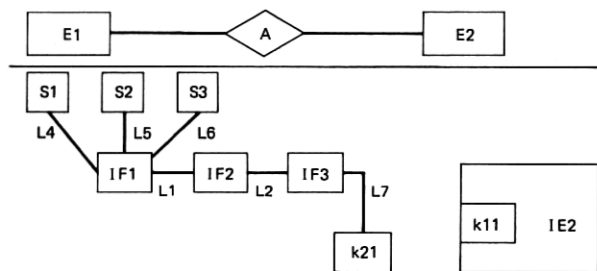 E1 A E2
S1 S2 S3
L4 L5 L6
IF1 IF2 IF3
L1 L2 L7
k11 IE2
k21